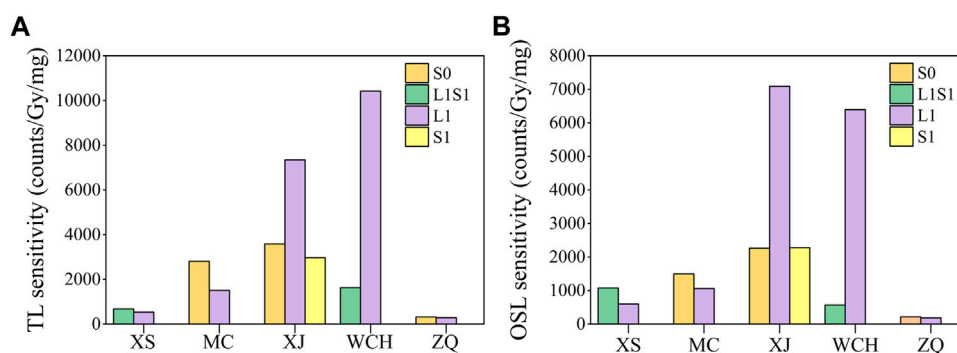 A
TL sensitivity (counts/Gy/mg)
12000
10000
8000
6000
4000
2000
0
S0
L1S1
L1
S1
XS MC XJ WCH ZQ
B
OSL sensitivity (counts/Gy/mg)
8000
7000
6000
5000
4000
3000
2000
1000
0
S0
L1S1
L1
S1
XS MC XJ WCH ZQ